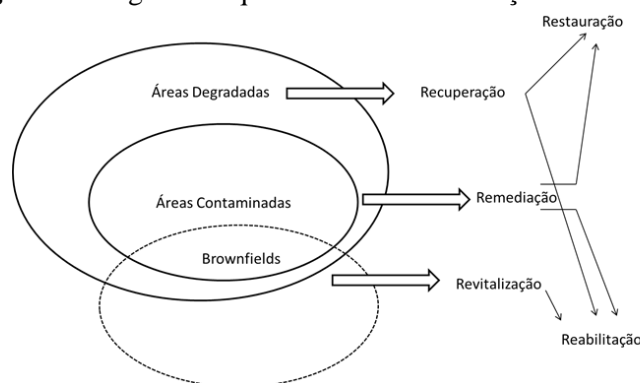 Restauração
Áreas Degradadas
Recuperação
Áreas Contaminadas
Remediação
Brownfields
Revitalização
Reabilitação